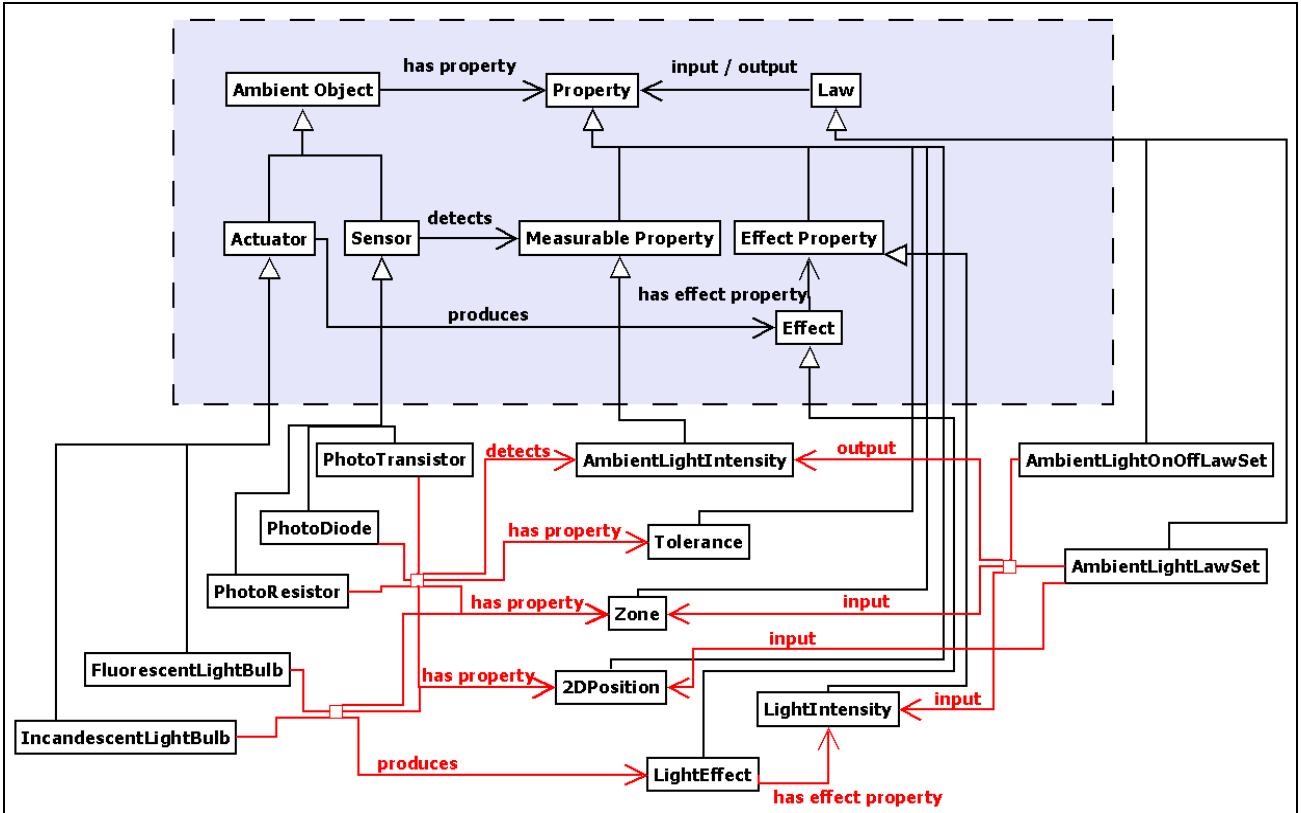 has property
input / output
Ambient Object
Property
Law
detects
Actuator
Sensor
Measurable Property
Effect Property
has effect property
produces
Effect
PhotoTransistor
detects
AmbientLightIntensity
output
AmbientLightOnOffLawSet
PhotoDiode
has property
Tolerance
AmbientLightLawSet
PhotoResistor
has property
Zone
input
input
FluorescentLightBulb
has property
2DPosition
LightIntensity
input
IncandescentLightBulb
produces
LightEffect
has effect property